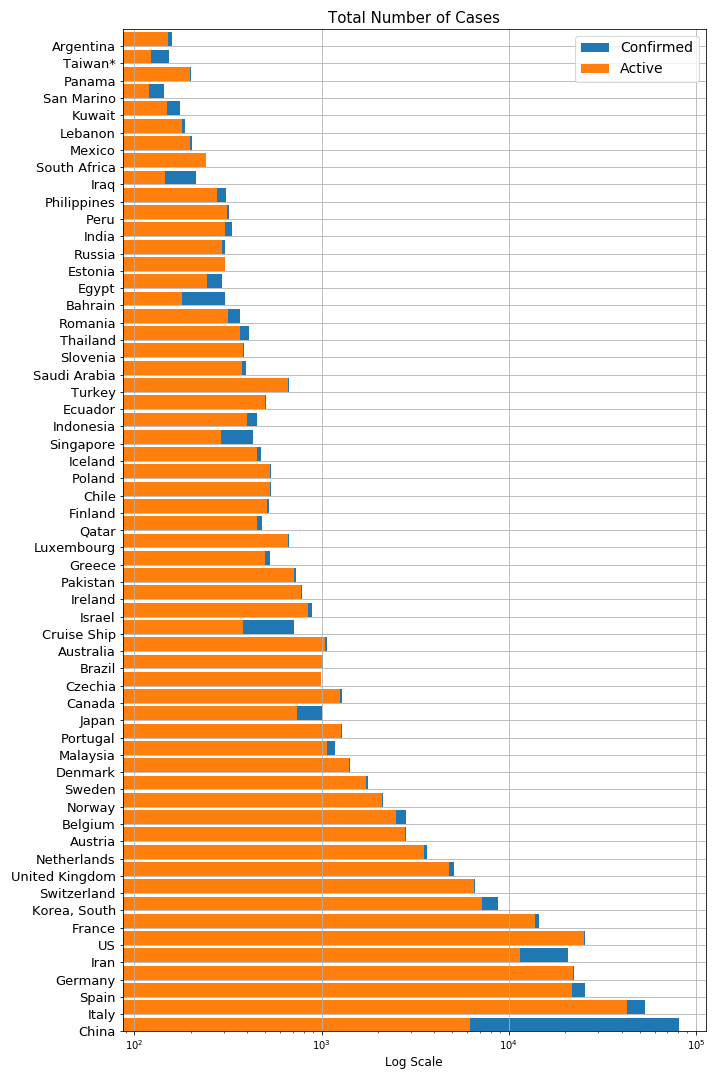 Total Number of Cases
Confirmed
Active
Argentina
Taiwan*
Panama
San Marino
Kuwait
Lebanon
Mexico
South Africa
Iraq
Philippines
Peru
India
Russia
Estonia
Egypt
Bahrain
Romania
Thailand
Slovenia
Saudi Arabia
Turkey
Ecuador
Indonesia
Singapore
Iceland
Poland
Chile
Finland
Qatar
Luxembourg
Greece
Pakistan
Ireland
Israel
Cruise Ship
Australia
Brazil
Czechia
Canada
Japan
Portugal
Malaysia
Denmark
Sweden
Norway
Belgium
Austria
Netherlands
United Kingdom
Switzerland
Korea, South
France
US
Iran
Germany
Spain
Italy
China
10² 10³ 10⁴ 10⁵
Log Scale